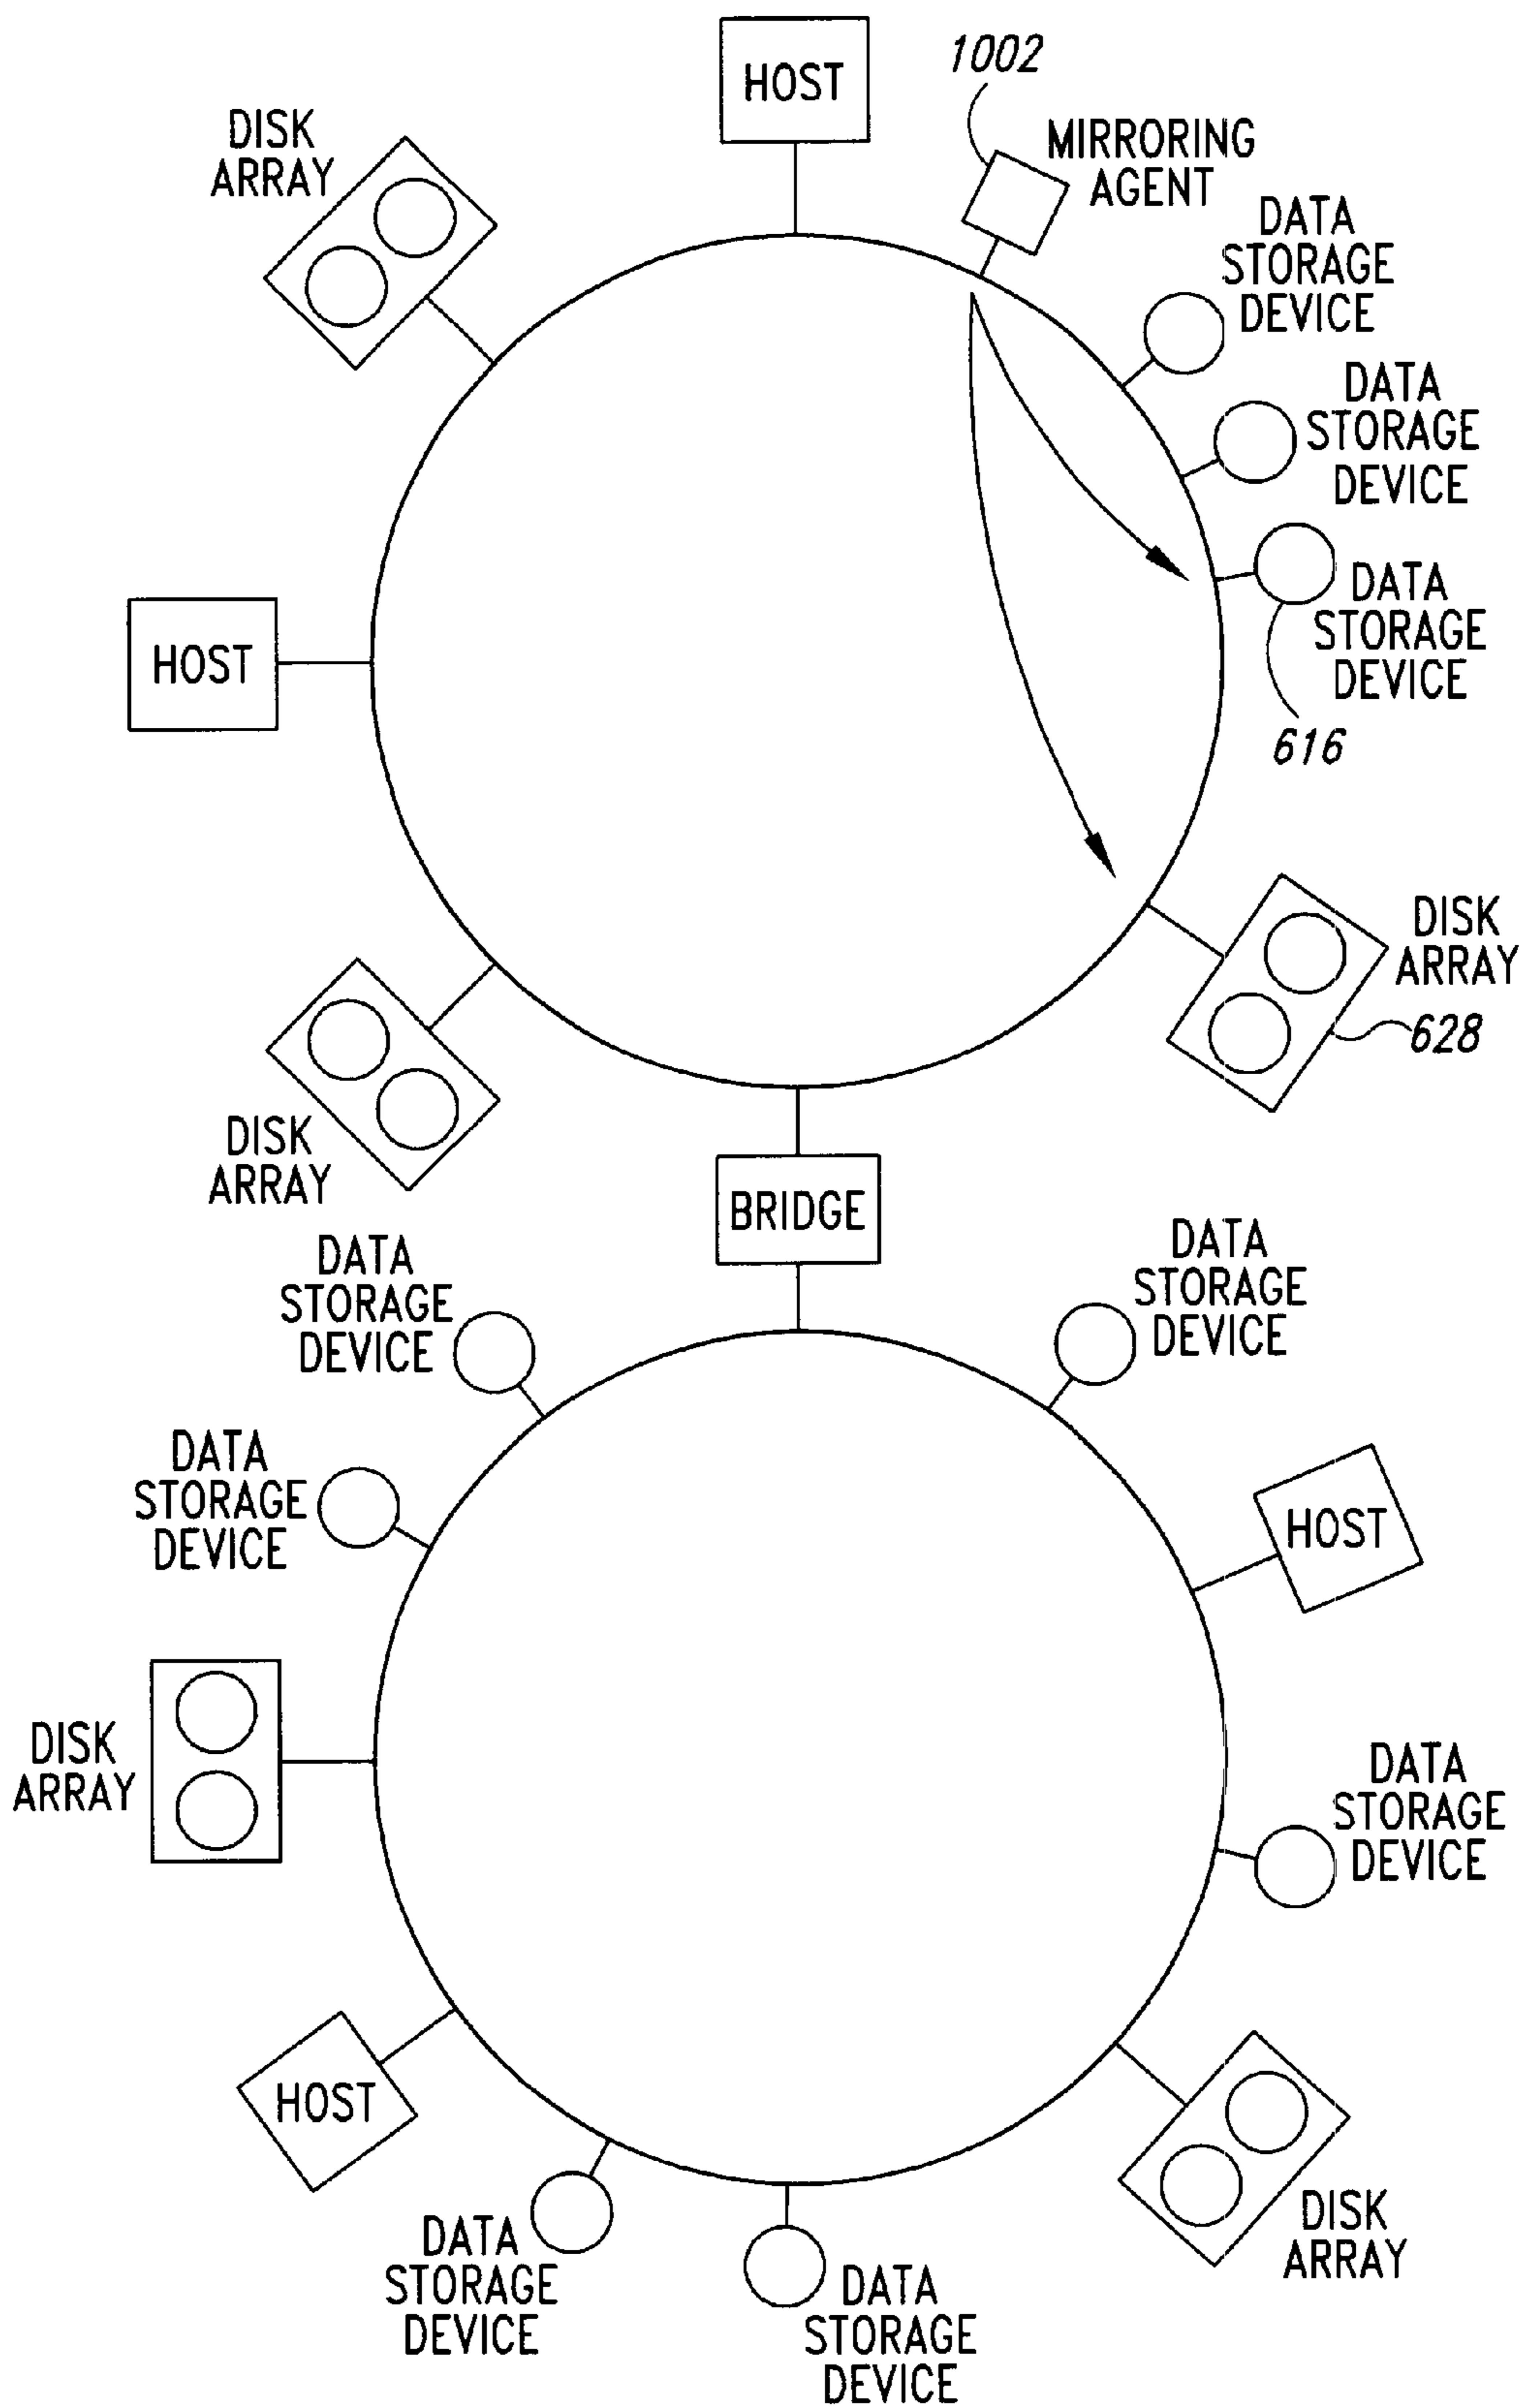 1002
HOST
DISK
ARRAY
MIRRORING
AGENT
DATA
STORAGE
DEVICE
DATA
STORAGE
DEVICE
DATA
STORAGE
DEVICE
HOST
616
DISK
ARRAY
628
DISK
ARRAY
BRIDGE
DATA
STORAGE
DEVICE
DATA
STORAGE
DEVICE
DATA
STORAGE
DEVICE
HOST
DISK
ARRAY
DATA
STORAGE
DEVICE
HOST
DISK
ARRAY
DATA
STORAGE
DEVICE
DATA
STORAGE
DEVICE